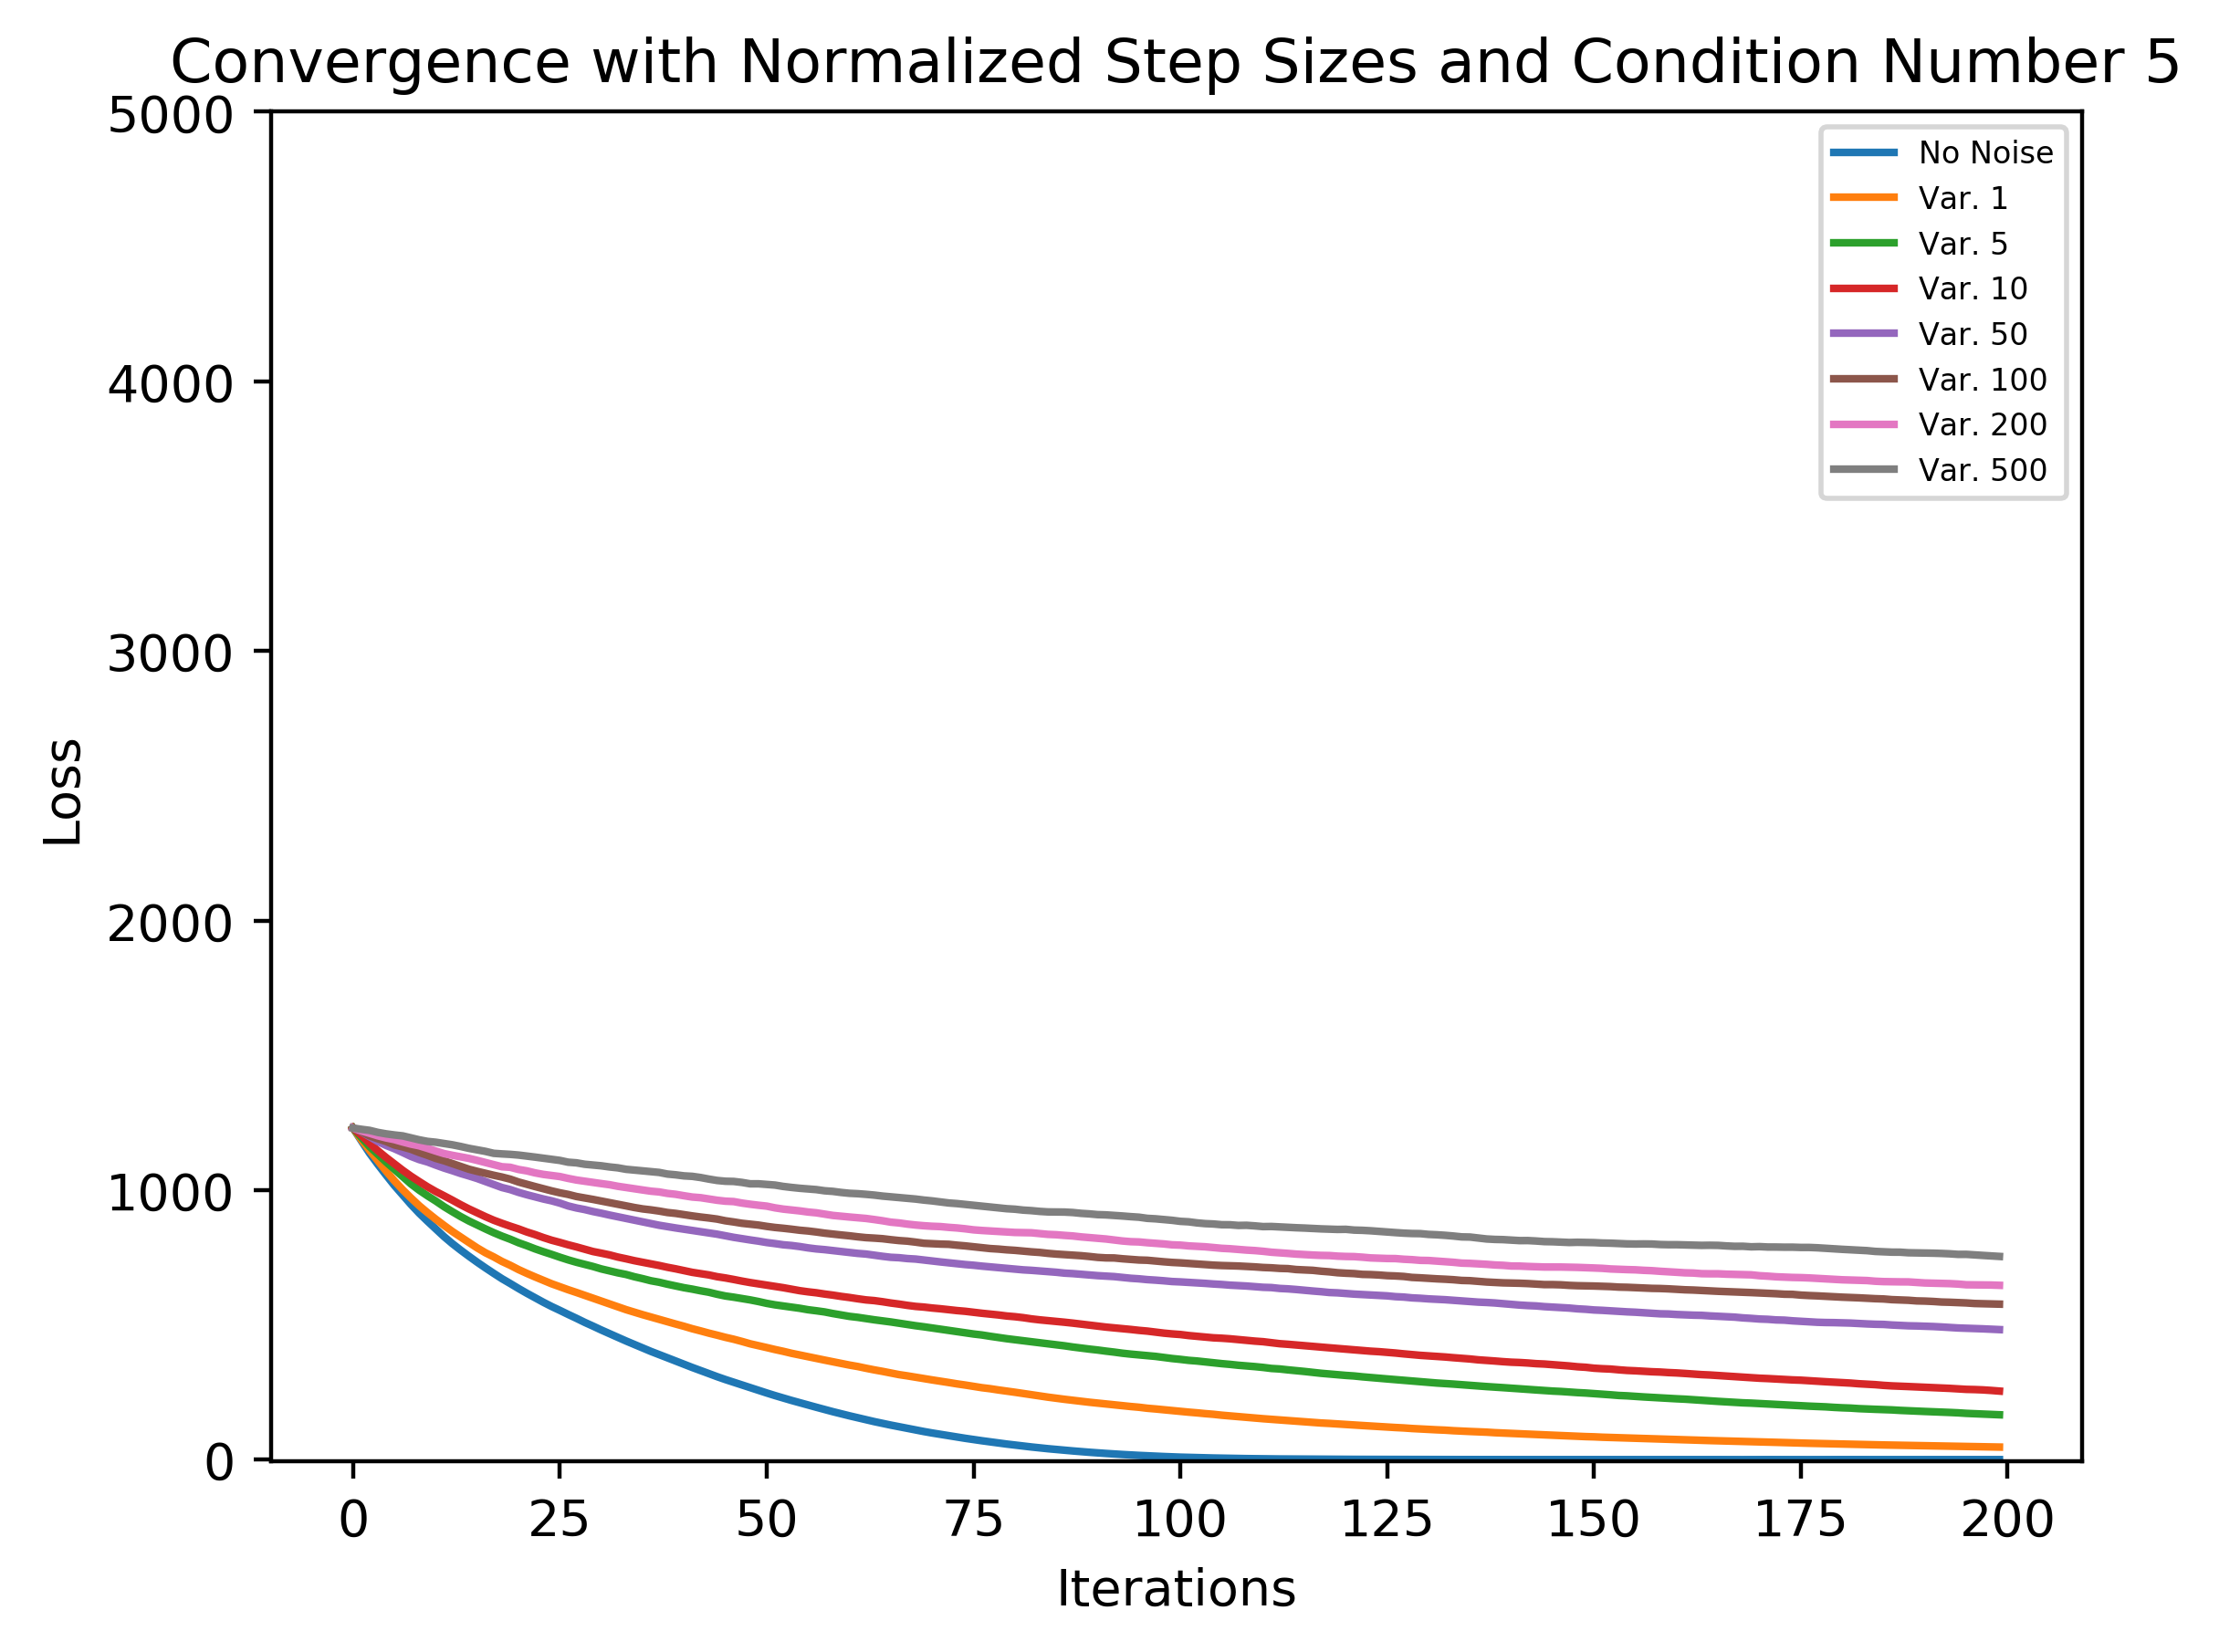 Convergence with Normalized Step Sizes and Condition Number 5
5000
4000
3000
2000
1000
0
Loss
No Noise
Var. 1
Var. 5
Var. 10
Var. 50
Var. 100
Var. 200
Var. 500
0 25 50 75 100 125 150 175 200
Iterations